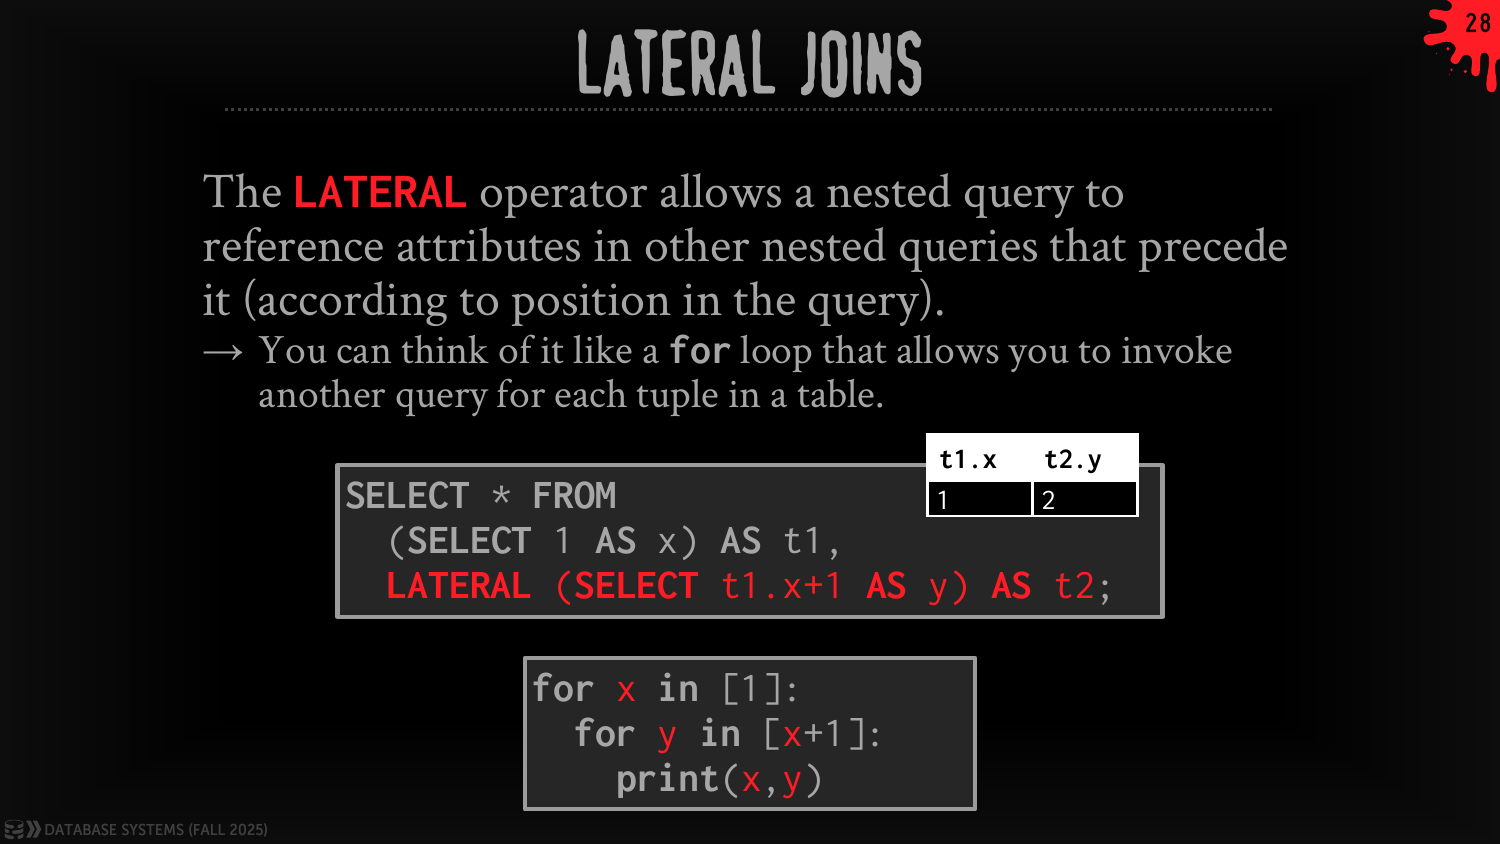 28
LATERAL JOINS
The LATERAL operator allows a nested query to
reference attributes in other nested queries that precede
it (according to position in the query).
→ You can think of it like a for loop that allows you to invoke
another query for each tuple in a table.
t1.x t2.y
1 2
SELECT * FROM
(SELECT 1 AS x) AS t1,
LATERAL (SELECT t1.x+1 AS y) AS t2;
for x in [1]:
for y in [x+1]:
print(x,y)
DATABASE SYSTEMS (FALL 2025)